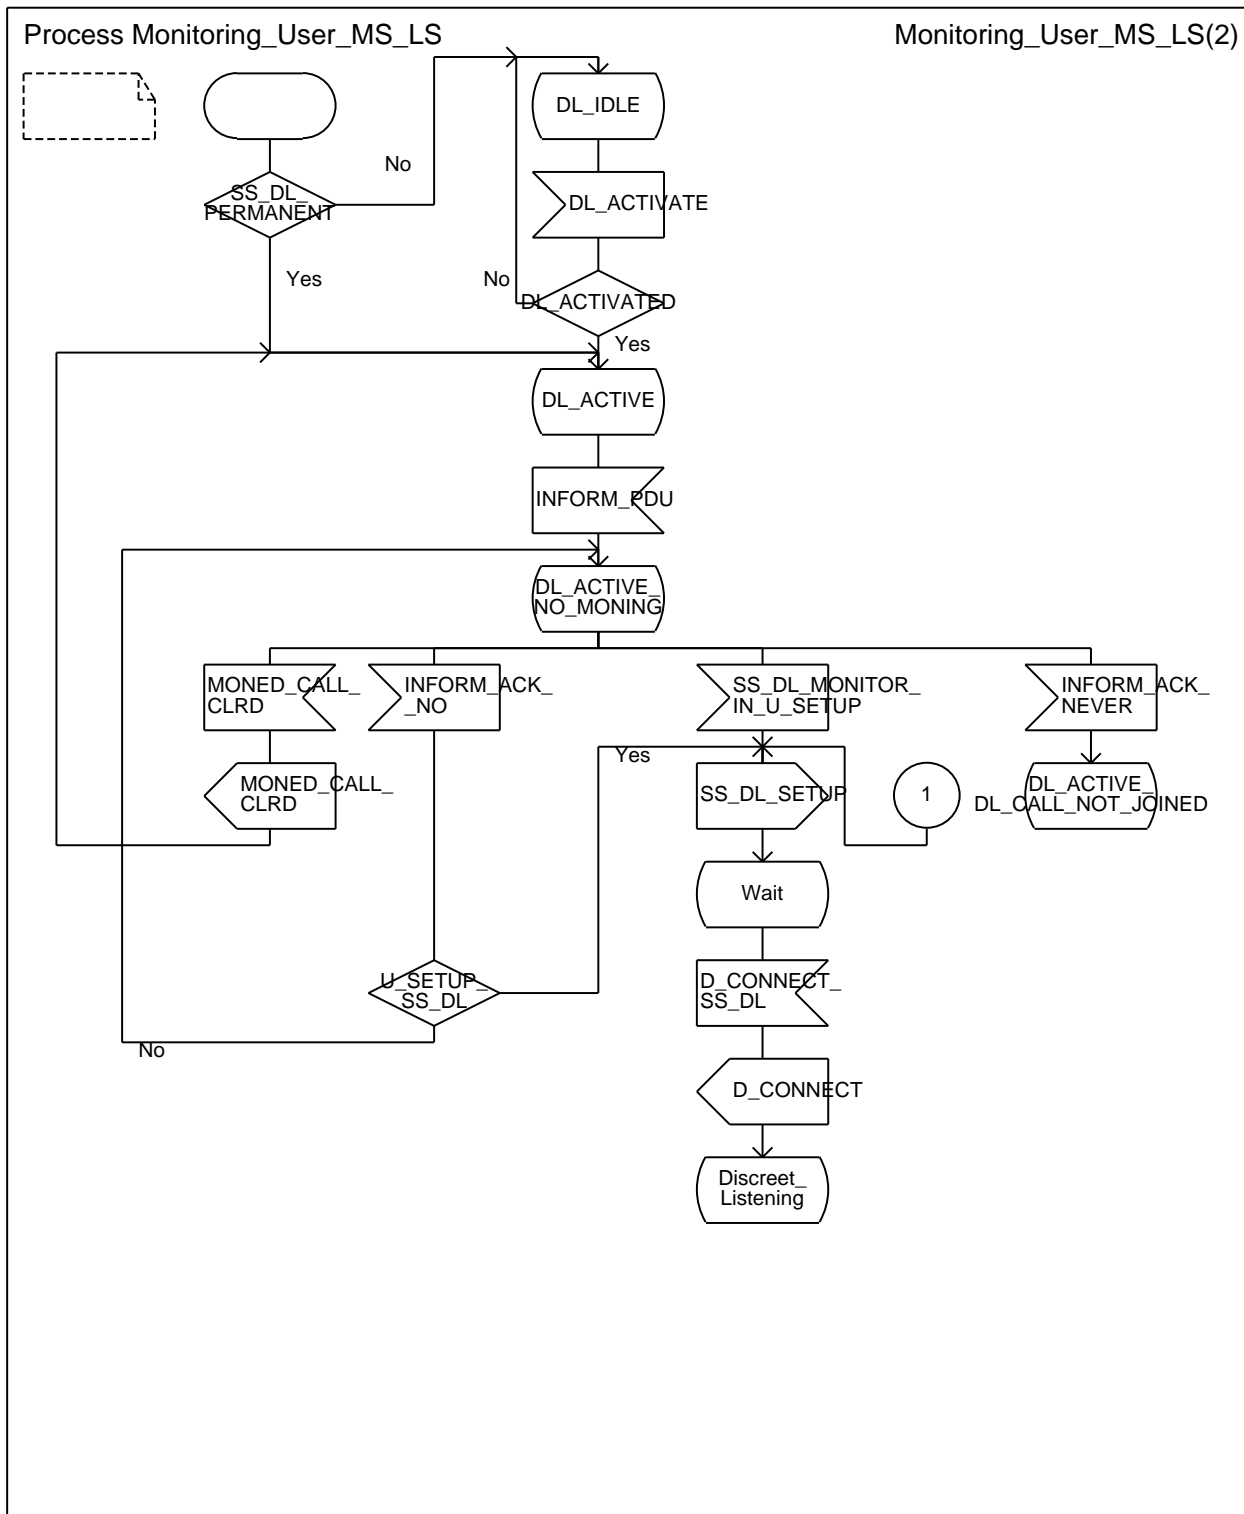 Process Monitoring_User_MS_LS
Monitoring_User_MS_LS(2)
DL_IDLE
No
SS_DL_
PERMANENT
DL_ACTIVATE
Yes
No
DL_ACTIVATED
Yes
DL_ACTIVE
INFORM_PDU
DL_ACTIVE_
NO_MONING
MONED_CALL_
CLRD
INFORM_ACK_
_NO
SS_DL_MONITOR_
IN_U_SETUP
INFORM_ACK_
NEVER
Yes
MONED_CALL_
CLRD
SS_DL_SETUP
1
DL_ACTIVE_
DL_CALL_NOT_JOINED
Wait
U_SETUP_
SS_DL
D_CONNECT_
SS_DL
No
D_CONNECT
Discreet_
Listening